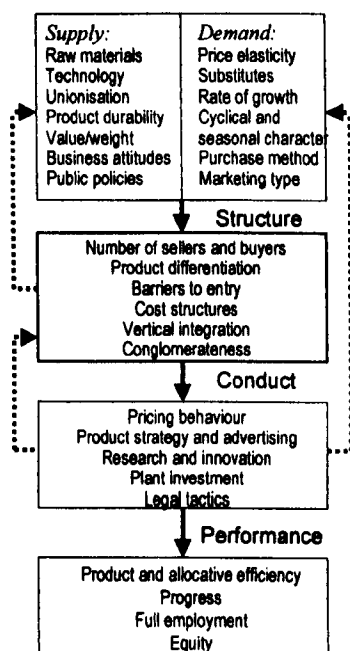 Supply:
Raw materials
Technology
Unionisation
Product durability
Value/weight
Business attitudes
Public policies
Demand:
Price elasticity
Substitutes
Rate of growth
Cyclical and
seasonal character
Purchase method
Marketing type
Structure
Number of sellers and buyers
Product differentiation
Barriers to entry
Cost structures
Vertical integration
Conglomerateness
Conduct
Pricing behaviour
Product strategy and advertising
Research and innovation
Plant investment
Legal tactics
Performance
Product and allocative efficiency
Progress
Full employment
Equity